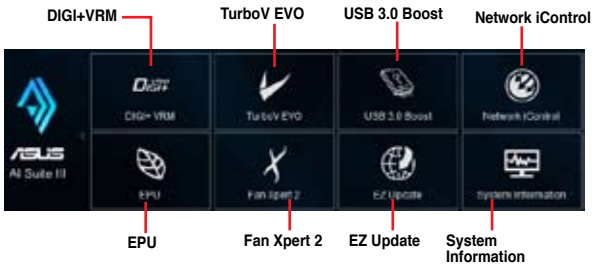 DIGI+VRM TurboV EVO USB 3.0 Boost Network iControl
DIGI+
DIGI+ VRM TurboV EVO USB 3.0 Boost Network iControl
ASUS
AI Suite III
EPU Fan Xpert 2 EZ Update System Information
EPU Fan Xpert 2 EZ Update System
Information